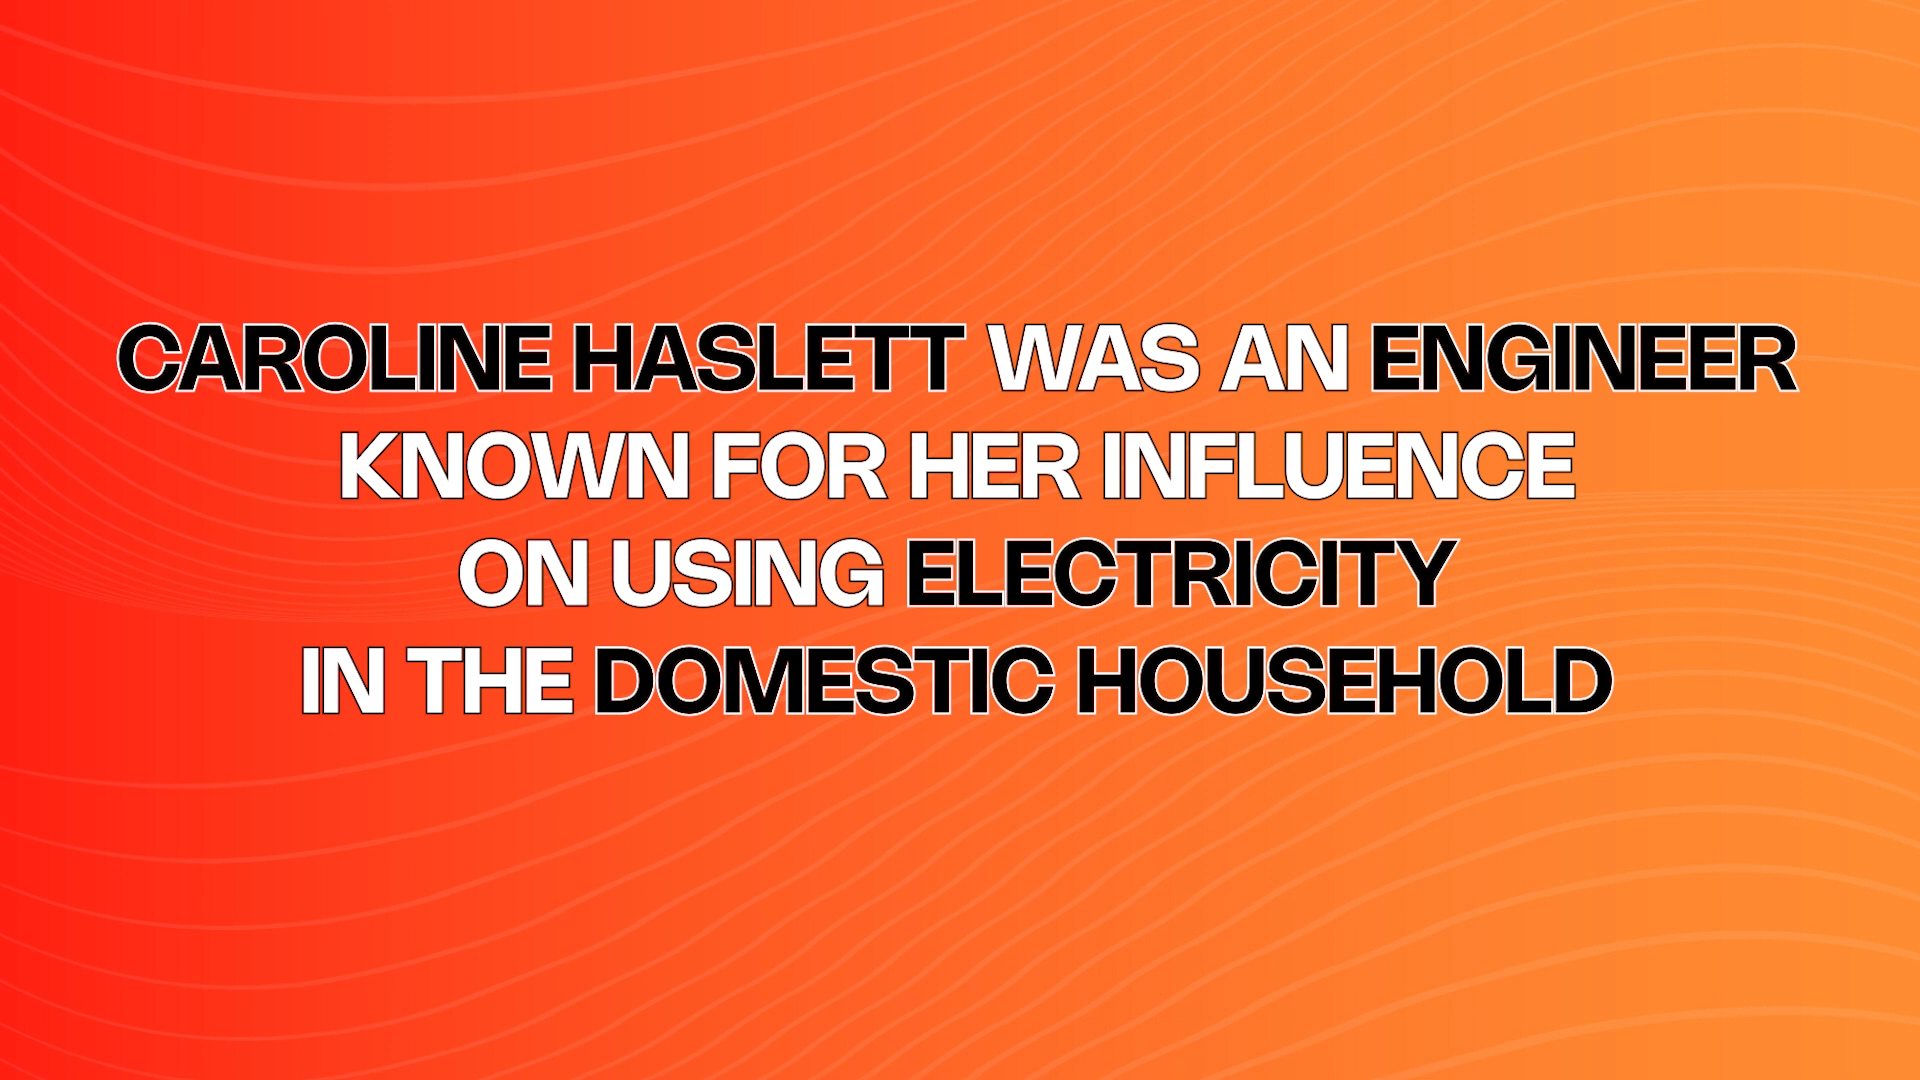 CAROLINE HASLETT WAS AN ENGINEER
KNOWN FOR HER INFLUENCE
ON USING ELECTRICITY
IN THE DOMESTIC HOUSEHOLD